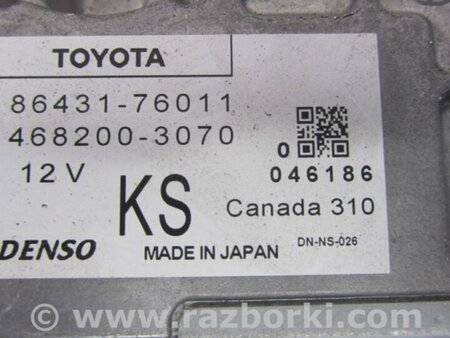 TOYOTA
86431-76011
468200-3070
0
046186
12 V
KS
Canada 310
DENSO
MADE IN JAPAN
DN-NS-026
© www.razborki.com